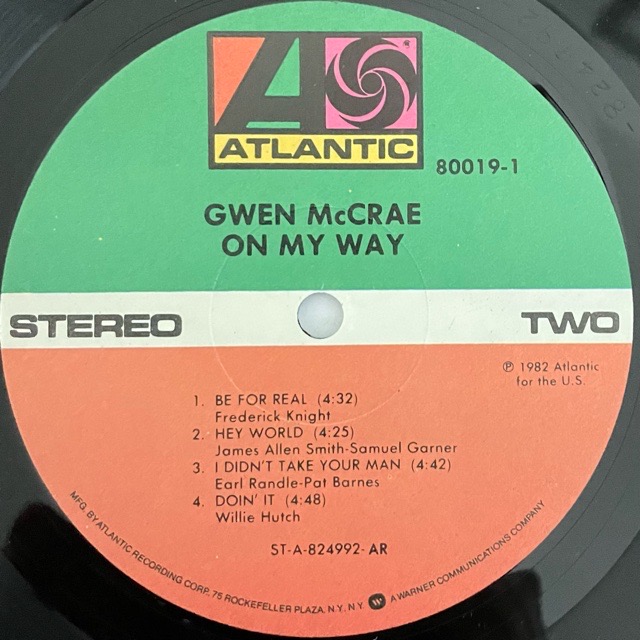 ATLANTIC
80019-1
GWEN McCRAE
ON MY WAY
STEREO
TWO
℗ 1982 Atlantic
for the U.S.
1. BE FOR REAL (4:32)
Frederick Knight
2. HEY WORLD (4:25)
James Allen Smith-Samuel Garner
3. I DIDN'T TAKE YOUR MAN (4:42)
Earl Randle-Pat Barnes
4. DOIN' IT (4:48)
Willie Hutch
ST-A-824992-AR
MFG. BY ATLANTIC RECORDING CORP. 75 ROCKEFELLER PLAZA. N.Y. N.Y. A WARNER COMMUNICATIONS COMPANY